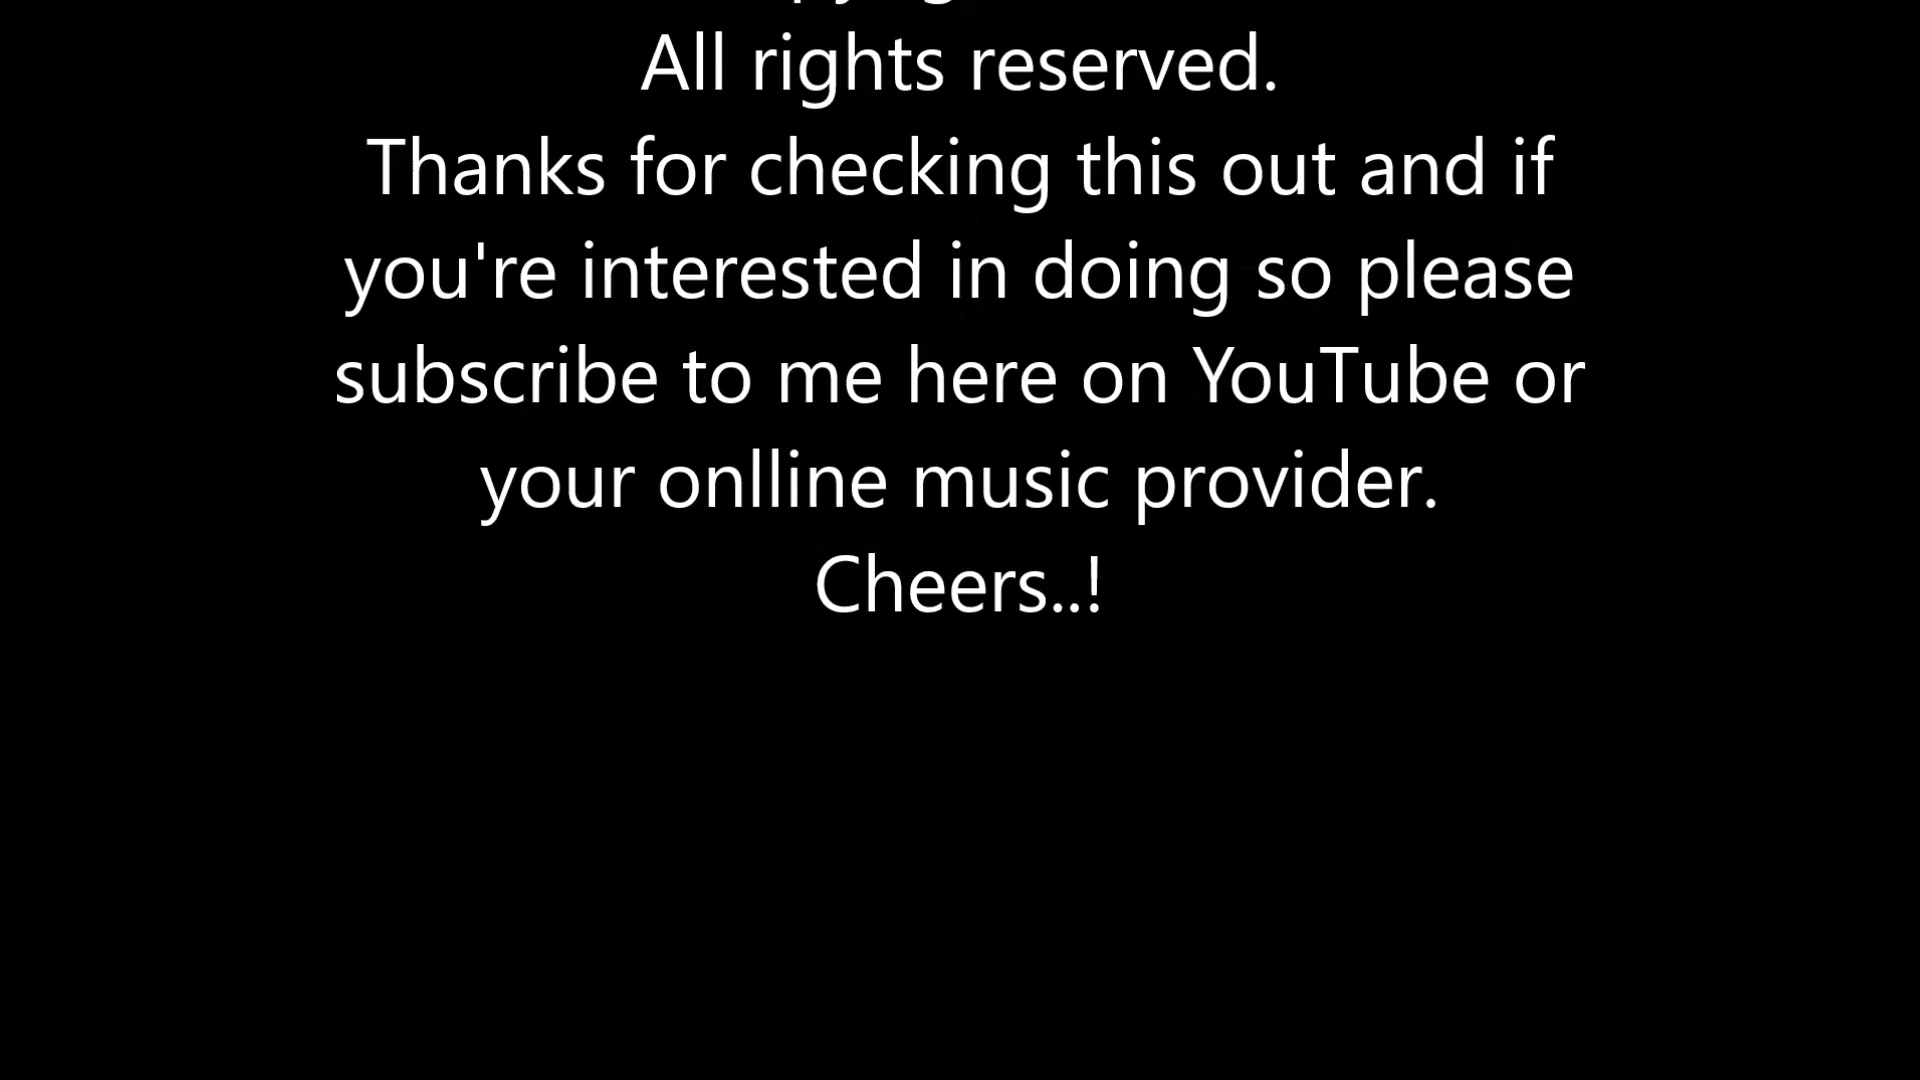 All rights reserved.
Thanks for checking this out and if
you're interested in doing so please
subscribe to me here on YouTube or
your onlline music provider.
Cheers..!